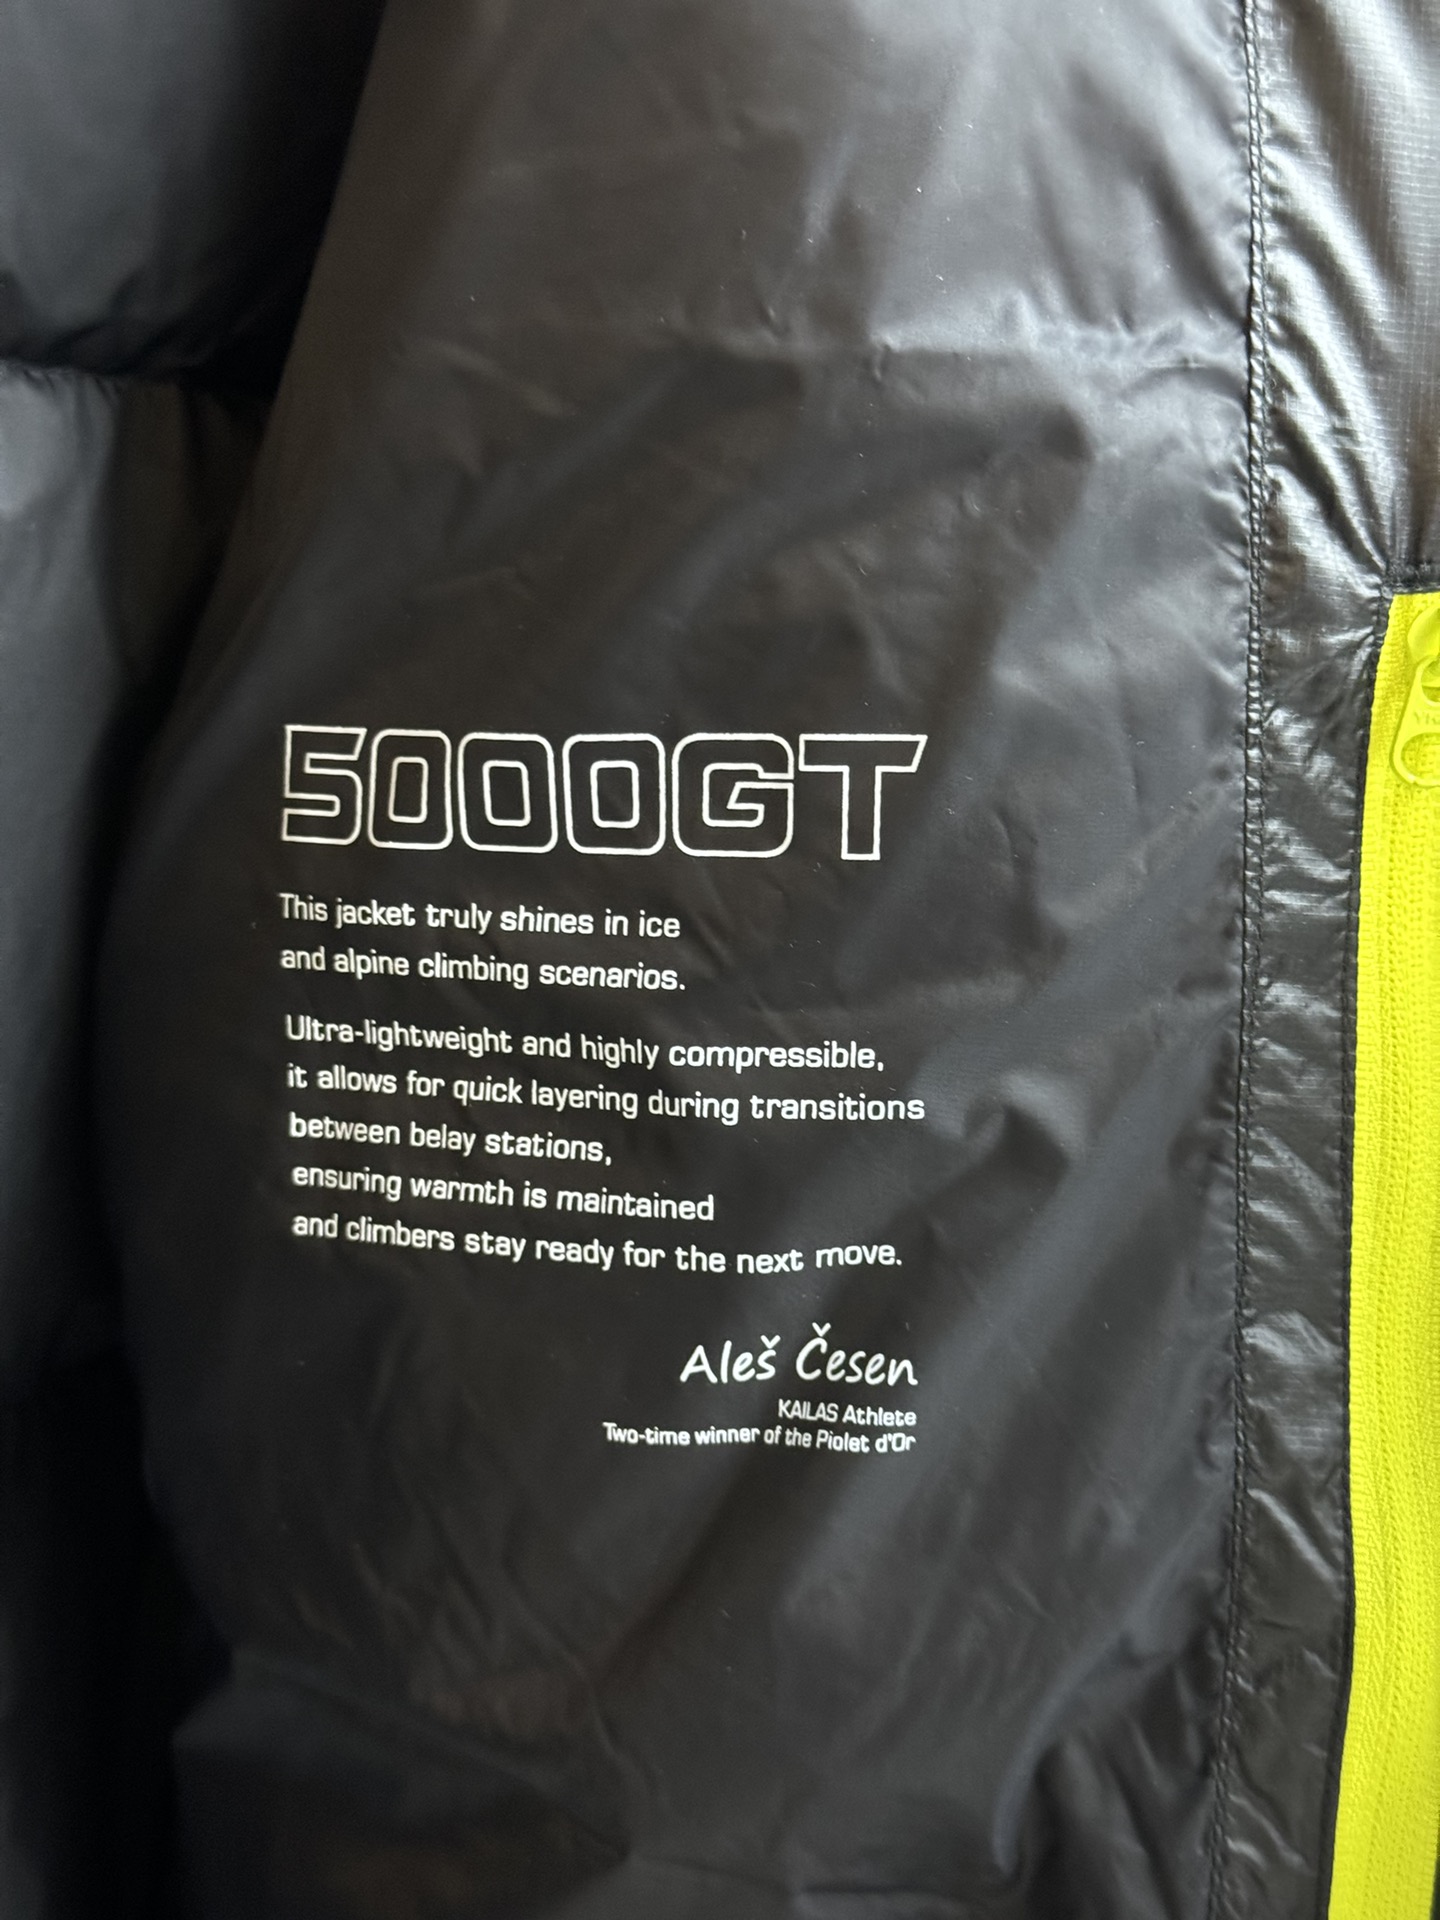 5000GT
This jacket truly shines in ice
and alpine climbing scenarios.
Ultra-lightweight and highly compressible,
it allows for quick layering during transitions
between belay stations,
ensuring warmth is maintained
and climbers stay ready for the next move.
Aleš Česen
KAILAS Athlete
Two-time winner of the Piolet d'Or